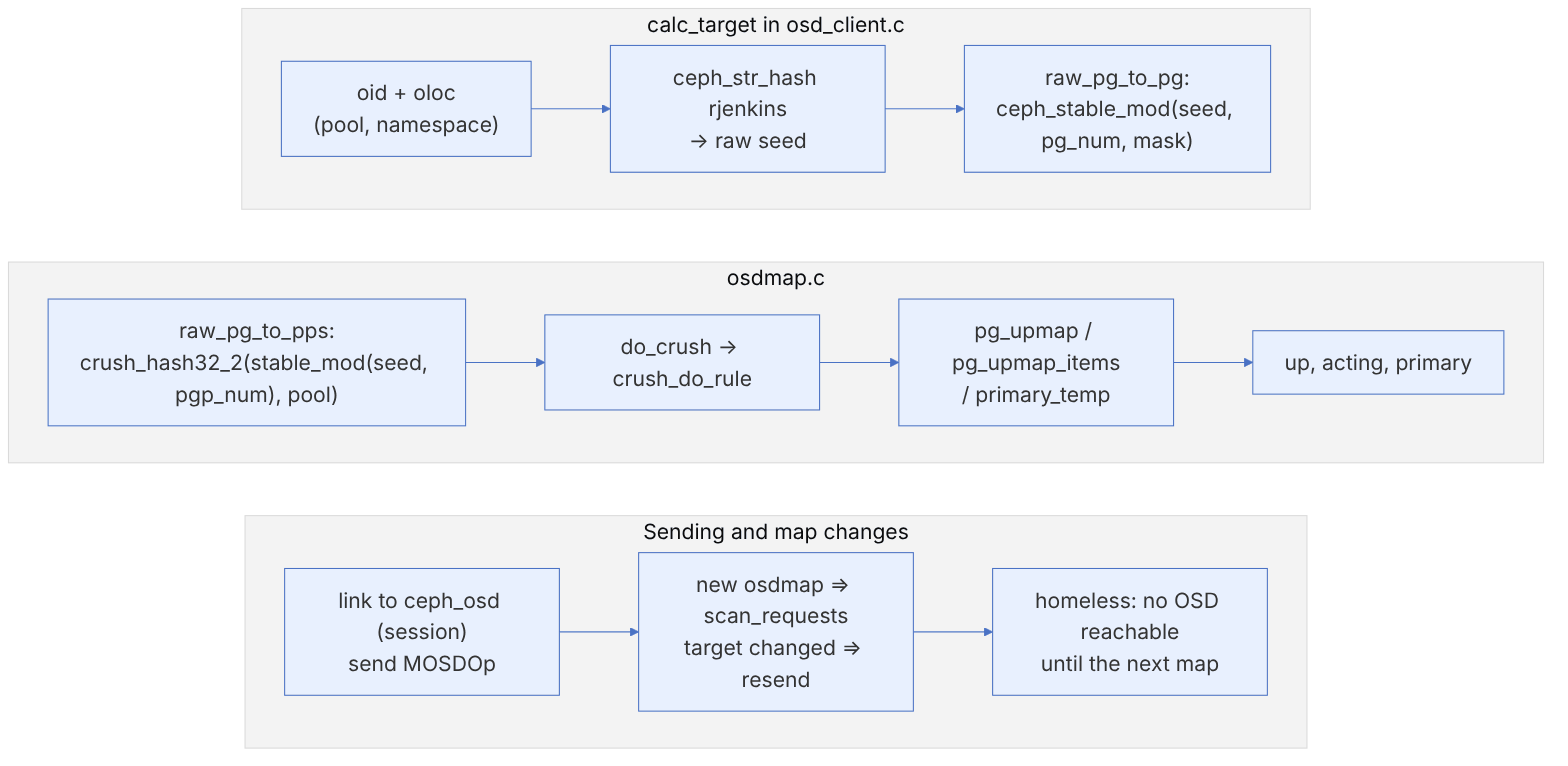 calc_target in osd_client.c
oid + oloc
(pool, namespace)
ceph_str_hash
rjenkins
→ raw seed
raw_pg_to_pg:
ceph_stable_mod(seed,
pg_num, mask)
osdmap.c
raw_pg_to_pps:
crush_hash32_2(stable_mod(seed,
pgp_num), pool)
do_crush →
crush_do_rule
pg_upmap /
pg_upmap_items
/ primary_temp
up, acting, primary
Sending and map changes
link to ceph_osd
(session)
send MOSDOp
new osdmap ⇒
scan_requests
target changed ⇒
resend
homeless: no OSD
reachable
until the next map